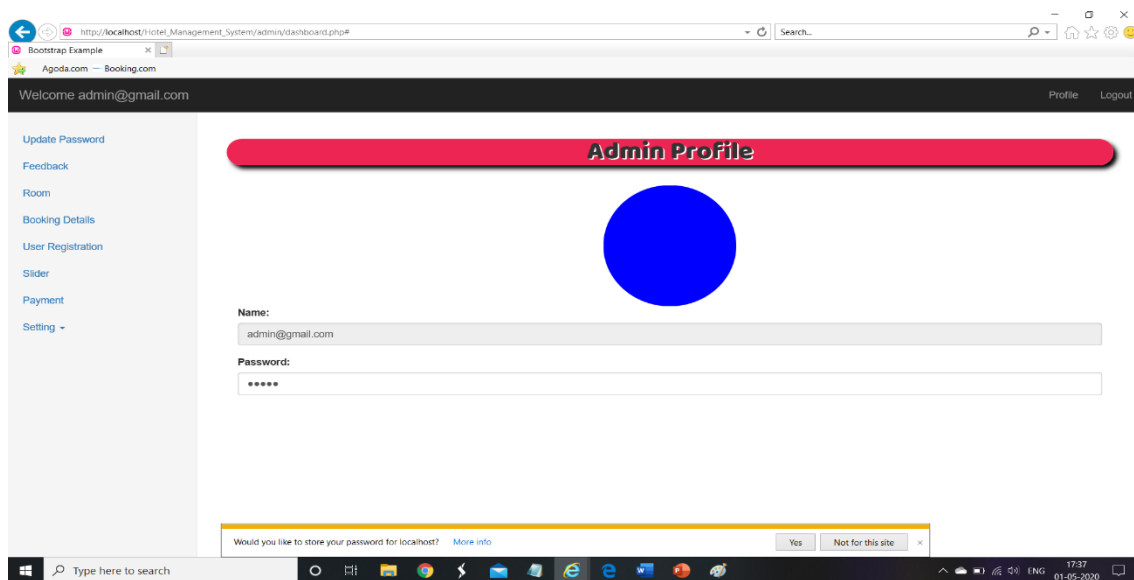 http://localhost/Hotel_Management_System/admin/dashboard.php#
Search...
Bootstrap Example
Agoda.com — Booking.com
Welcome admin@gmail.com
Profile
Logout
Update Password
Feedback
Room
Booking Details
User Registration
Slider
Payment
Setting
Admin Profile
Name:
admin@gmail.com
Password:
•••••
Would you like to store your password for localhost? More info
Yes
Not for this site
Type here to search
ENG
17:37
01-05-2020